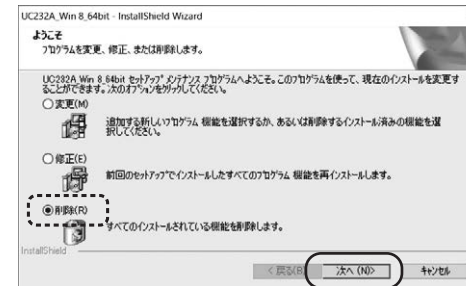 UC232A_Win 8_64bit - InstallShield Wizard
ようこそ
プログラムを変更、修正、または削除します。
UC232A_Win 8_64bit セットアップ メンテナンス プログラムへようこそ。このプログラムを使って、現在のインストールを変更す
ることができます。次のオプションをクリックしてください。
変更(M)
追加する新しいプログラム 機能を選択するか、あるいは削除するインストール済みの機能を選
択してください。
修正(E)
前回のセットアップでインストールしたすべてのプログラム 機能を再インストールします。
削除(R)
すべてのインストールされている機能を削除します。
InstallShield
< 戻る(B)
次へ (N)>
キャンセル